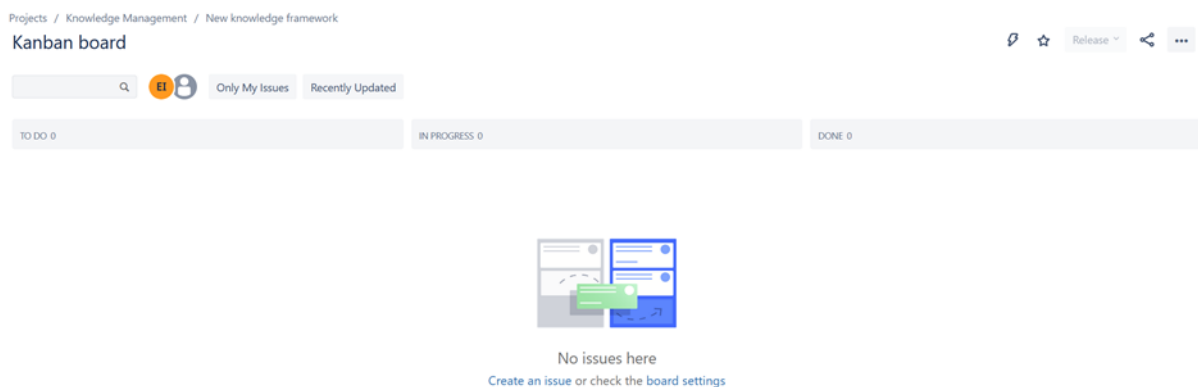 Projects / Knowledge Management / New knowledge framework
Kanban board
Release
EI
Only My Issues
Recently Updated
TO DO 0
IN PROGRESS 0
DONE 0
No issues here
Create an issue or check the board settings